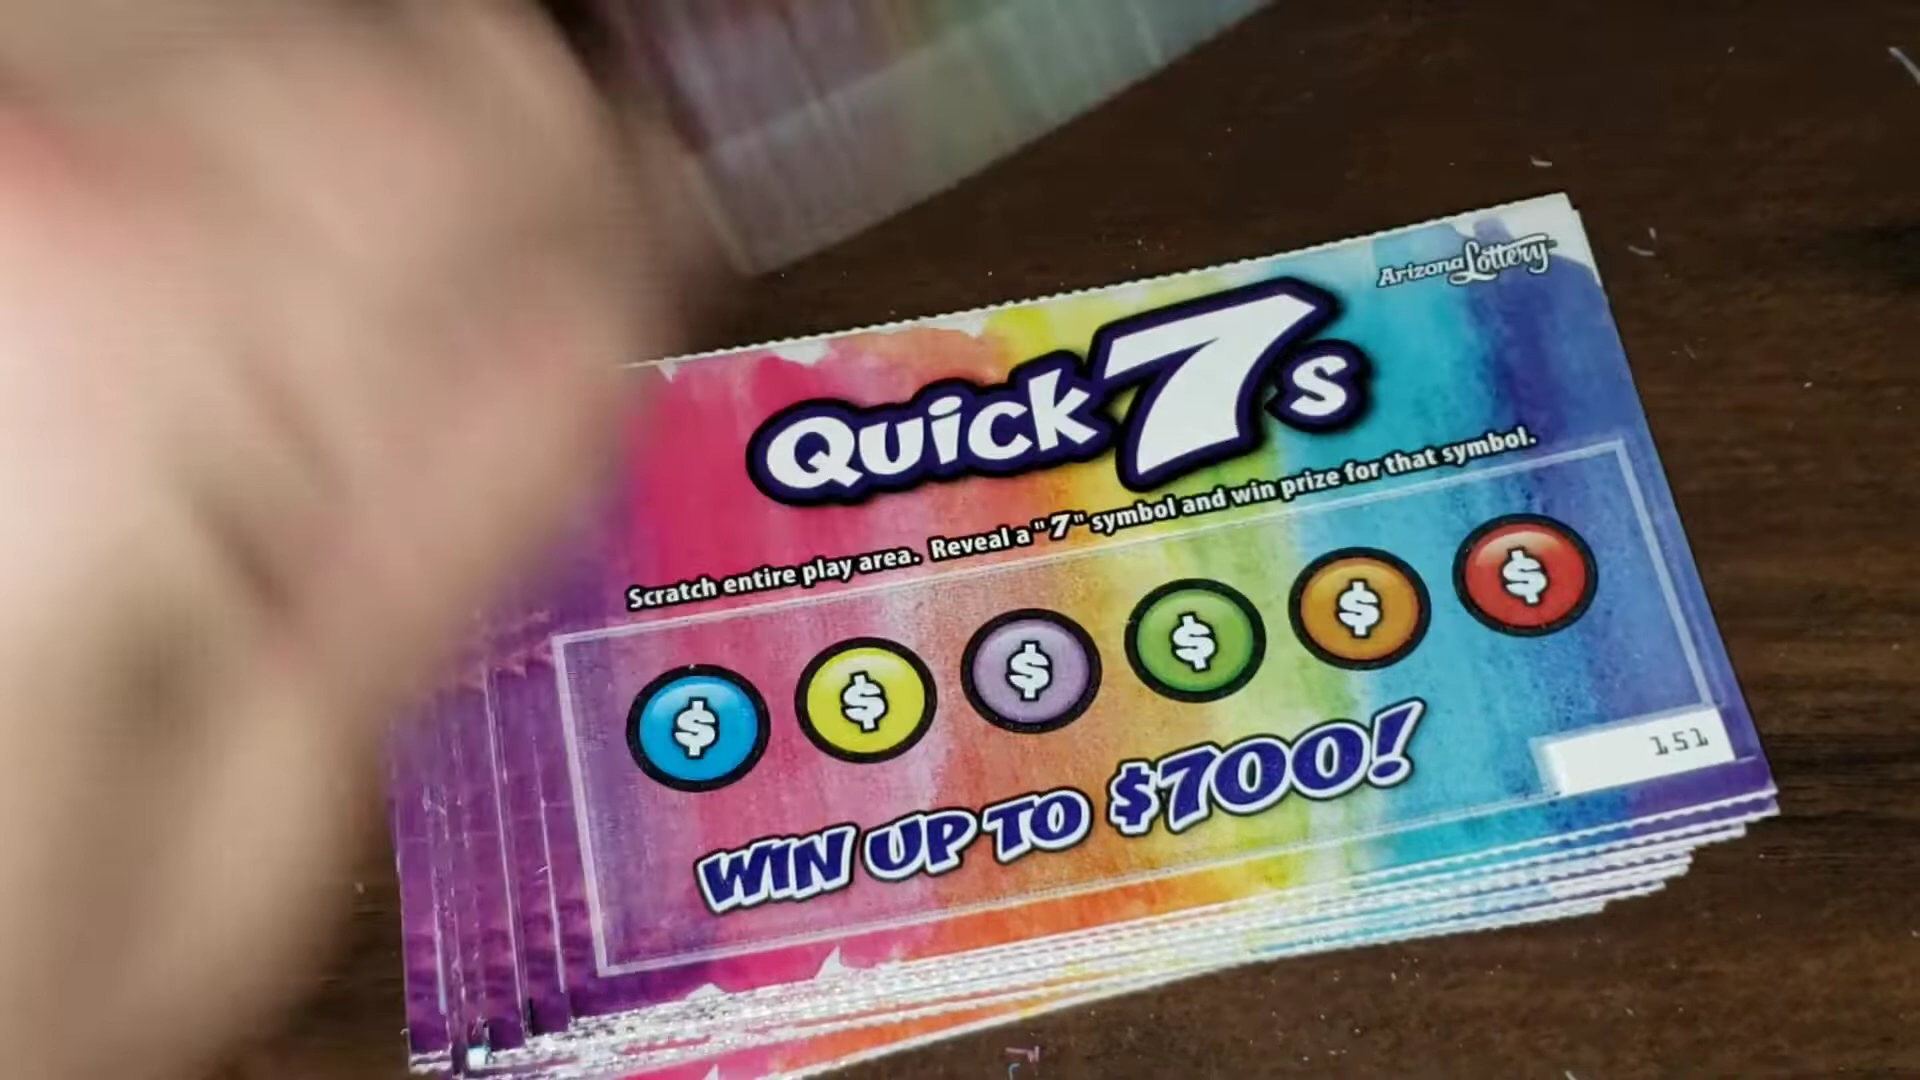 Arizona Lottery
Quick 7s
Scratch entire play area. Reveal a "7" symbol and win prize for that symbol.
$ $ $ $ $ $
WIN UP TO $700!
151